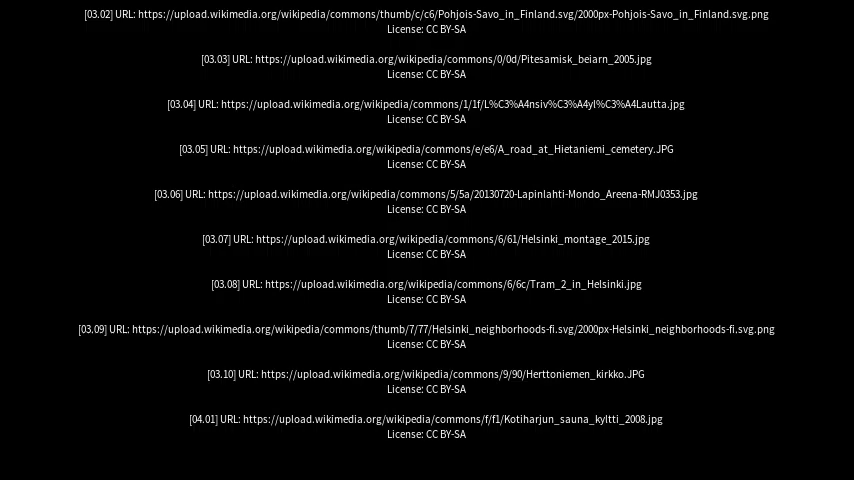 [03.02] URL: https://upload.wikimedia.org/wikipedia/commons/thumb/c/c6/Pohjois-Savo_in_Finland.svg/2000px-Pohjois-Savo_in_Finland.svg.png
License: CC BY-SA
[03.03] URL: https://upload.wikimedia.org/wikipedia/commons/0/0d/Pitesamisk_beiarn_2005.jpg
License: CC BY-SA
[03.04] URL: https://upload.wikimedia.org/wikipedia/commons/1/1f/L%C3%A4nsiv%C3%A4yl%C3%A4Lautta.jpg
License: CC BY-SA
[03.05] URL: https://upload.wikimedia.org/wikipedia/commons/e/e6/A_road_at_Hietaniemi_cemetery.JPG
License: CC BY-SA
[03.06] URL: https://upload.wikimedia.org/wikipedia/commons/5/5a/20130720-Lapinlahti-Mondo_Areena-RMJ0353.jpg
License: CC BY-SA
[03.07] URL: https://upload.wikimedia.org/wikipedia/commons/6/61/Helsinki_montage_2015.jpg
License: CC BY-SA
[03.08] URL: https://upload.wikimedia.org/wikipedia/commons/6/6c/Tram_2_in_Helsinki.jpg
License: CC BY-SA
[03.09] URL: https://upload.wikimedia.org/wikipedia/commons/thumb/7/77/Helsinki_neighborhoods-fi.svg/2000px-Helsinki_neighborhoods-fi.svg.png
License: CC BY-SA
[03.10] URL: https://upload.wikimedia.org/wikipedia/commons/9/90/Herttoniemen_kirkko.JPG
License: CC BY-SA
[04.01] URL: https://upload.wikimedia.org/wikipedia/commons/f/f1/Kotiharjun_sauna_kyltti_2008.jpg
License: CC BY-SA